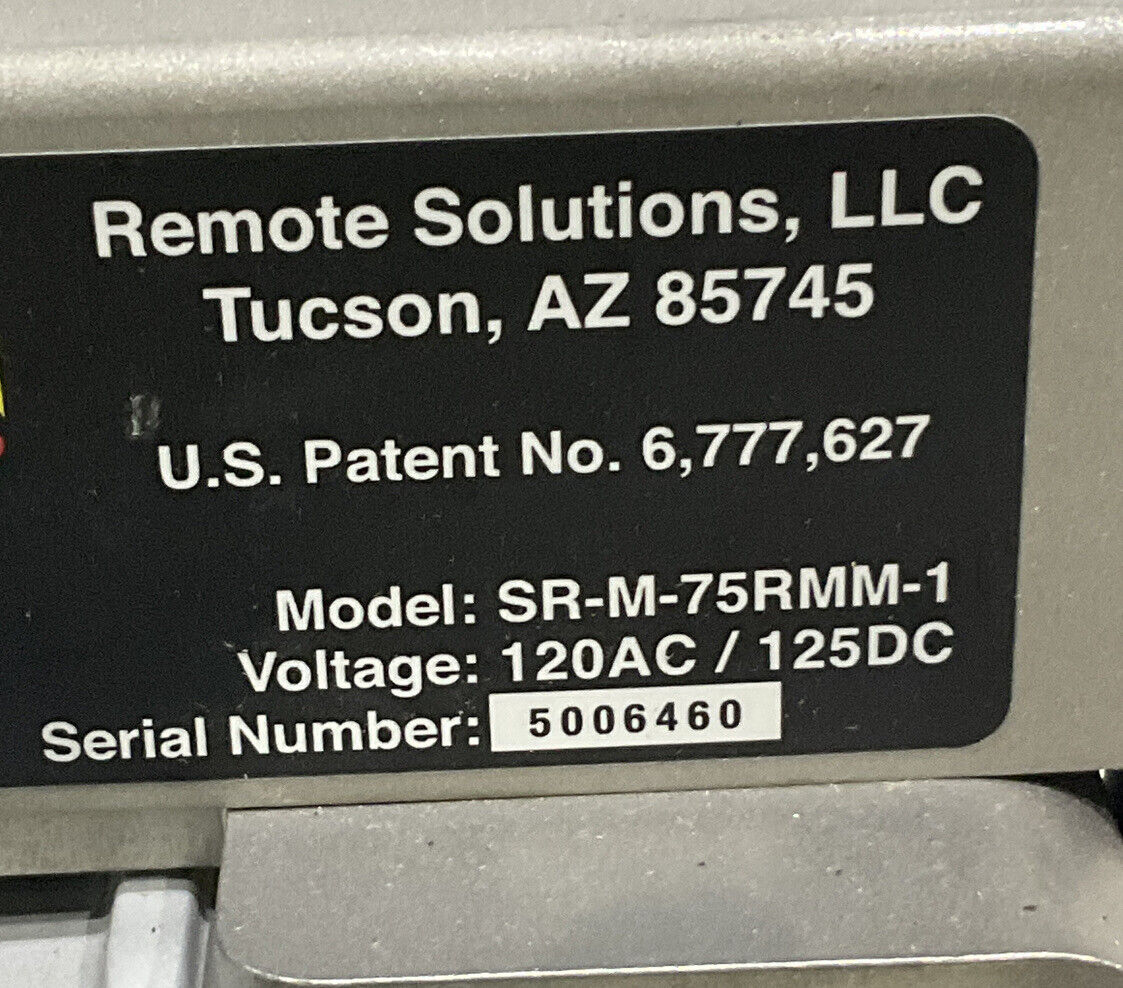 Remote Solutions, LLC
Tucson, AZ 85745
U.S. Patent No. 6,777,627
Model: SR-M-75RMM-1
Voltage: 120AC / 125DC
Serial Number: 5006460